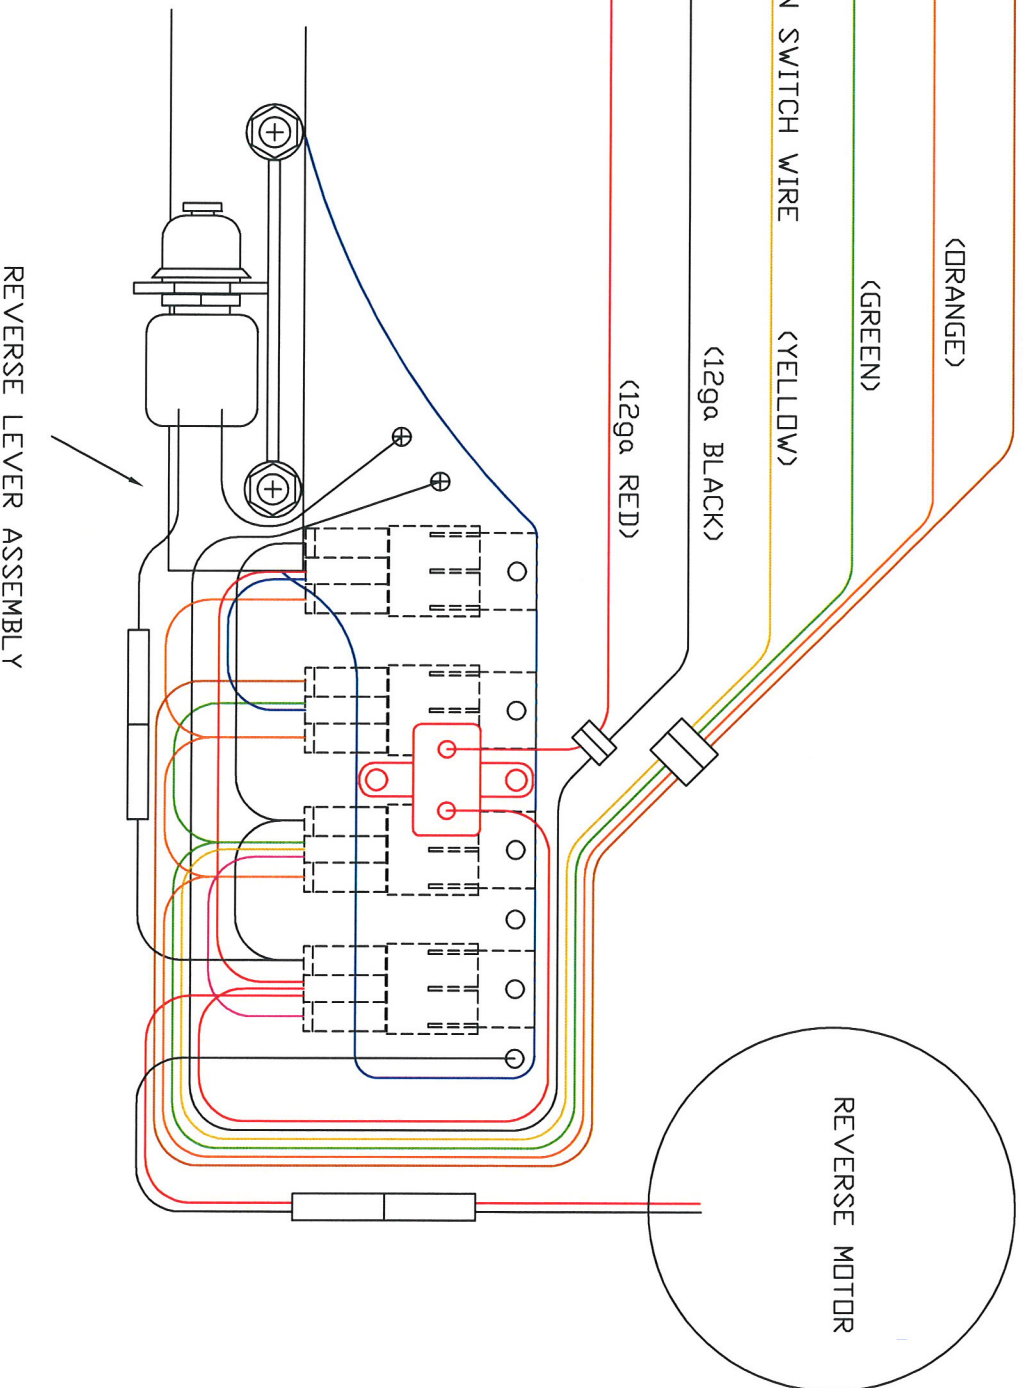 (ORANGE)
(GREEN)
N SWITCH WIRE (YELLOW)
(12ga BLACK)
(12ga RED)
REVERSE LEVER ASSEMBLY
REVERSE MOTOR